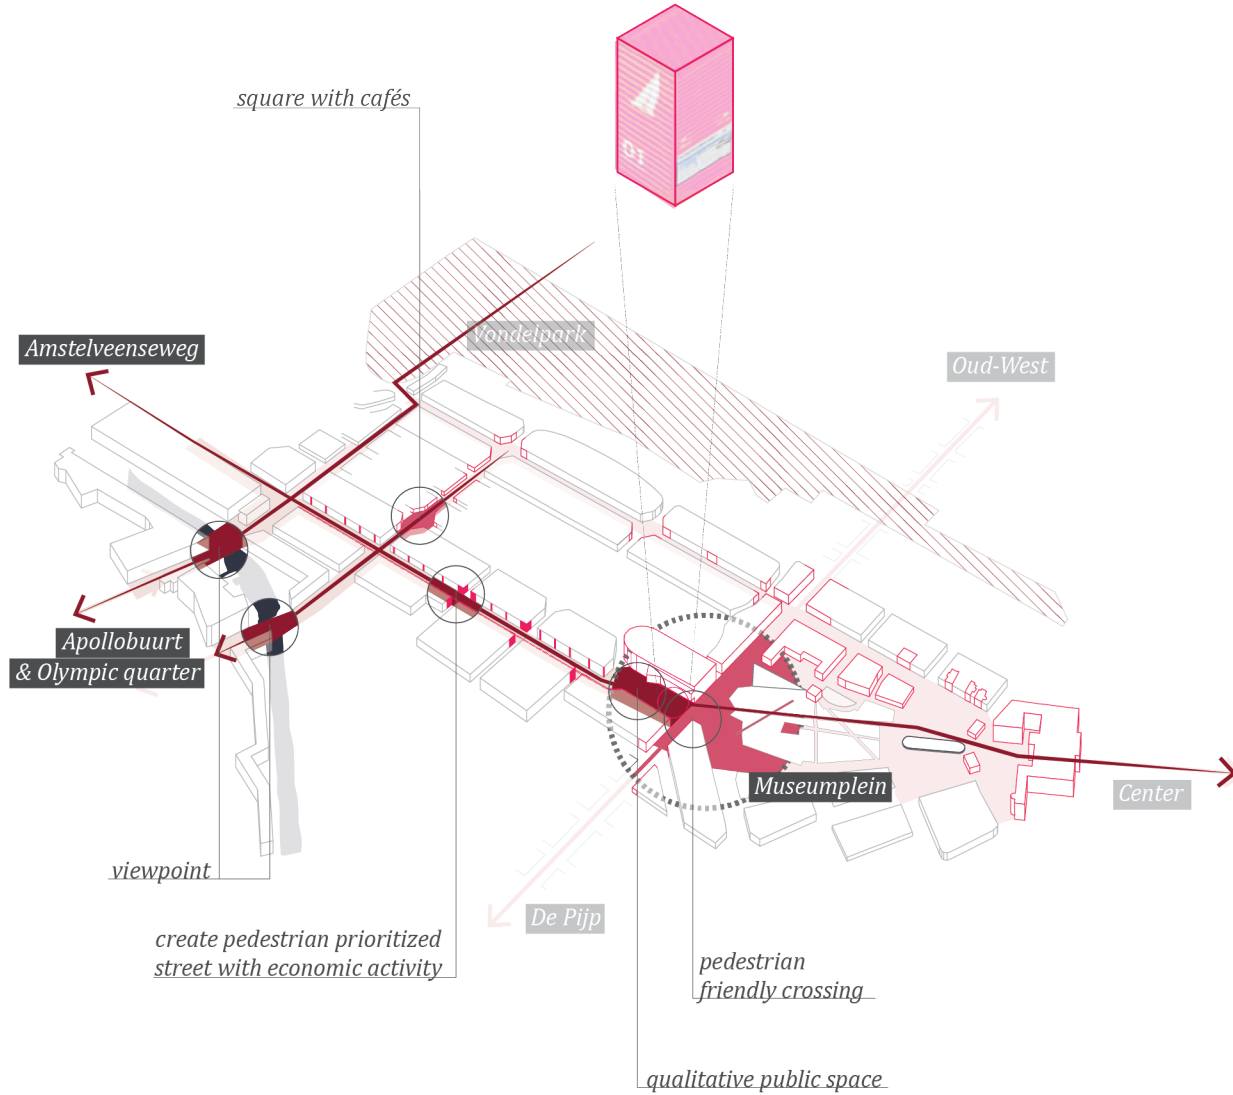 square with cafés
01
Vondelpark
Amstelveenseweg
Oud-West
Apollobuurt
& Olympic quarter
Museumplein
Center
viewpoint
De Pijp
create pedestrian prioritized
street with economic activity
pedestrian
friendly crossing
qualitative public space